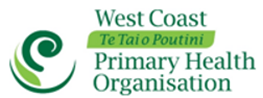 West Coast
Te Tai o Poutini
Primary Health
Organisation